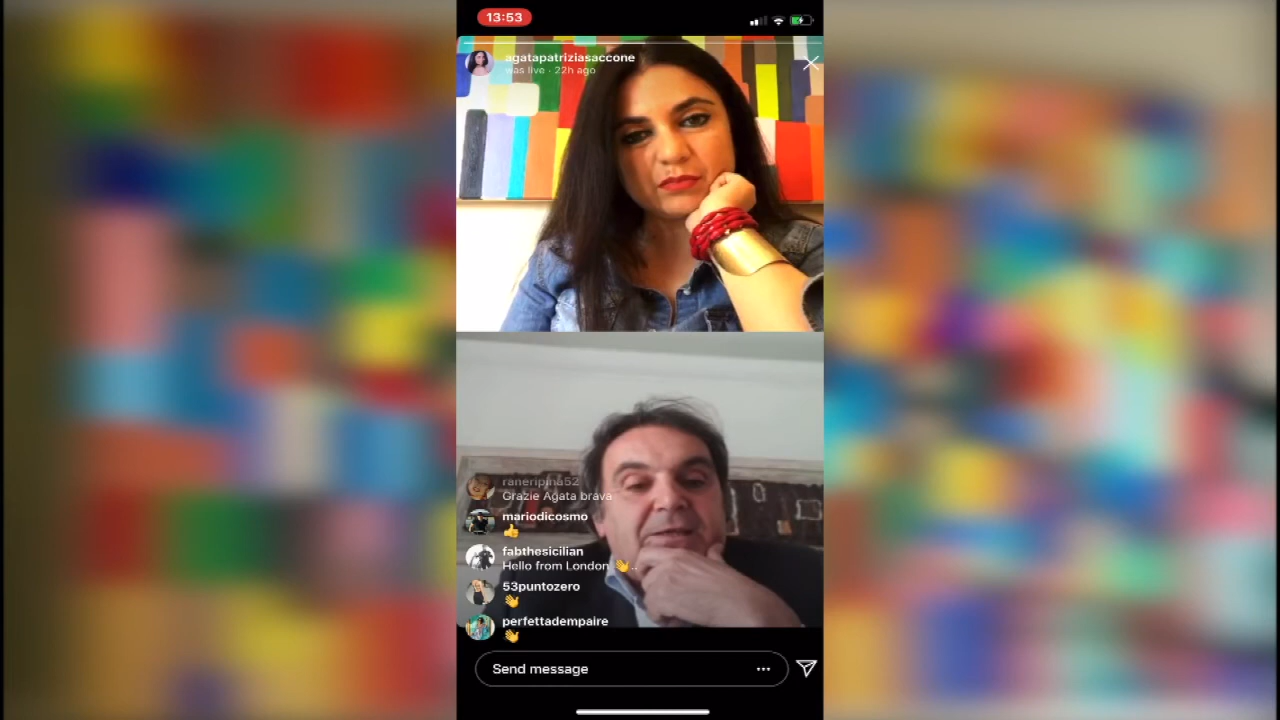 13:53
agatapatriziasaccone
was live · 22h ago
raneripina52
Grazie Agata brava
mariodicosmo
👍
fabthesicilian
Hello from London 👋..
53puntozero
👋
perfettadempaire
👋
Send message